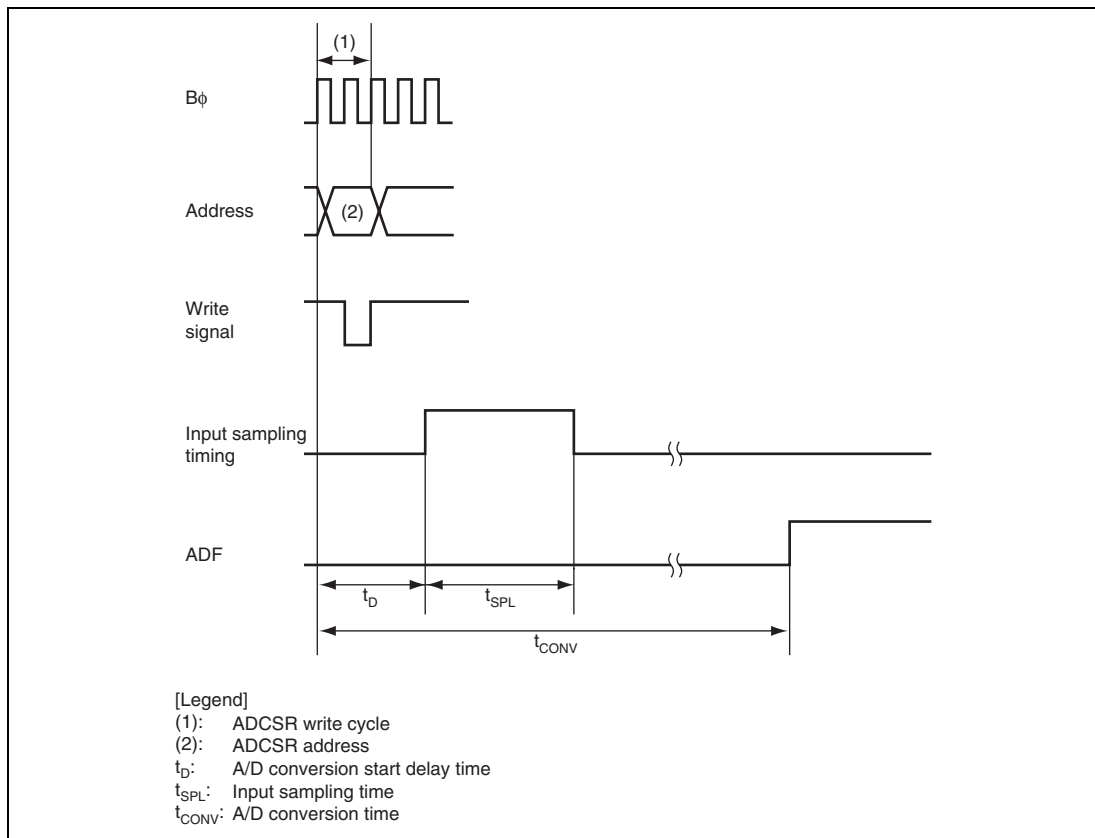 (1)
Bϕ
Address
(2)
Write
signal
Input sampling
timing
ADF
tD
tSPL
tCONV
[Legend]
(1): ADCSR write cycle
(2): ADCSR address
tD: A/D conversion start delay time
tSPL: Input sampling time
tCONV: A/D conversion time